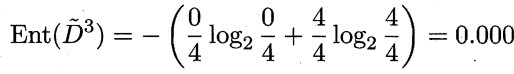 Ent(D̃³) = −(0/4 log₂ 0/4 + 4/4 log₂ 4/4) = 0.000